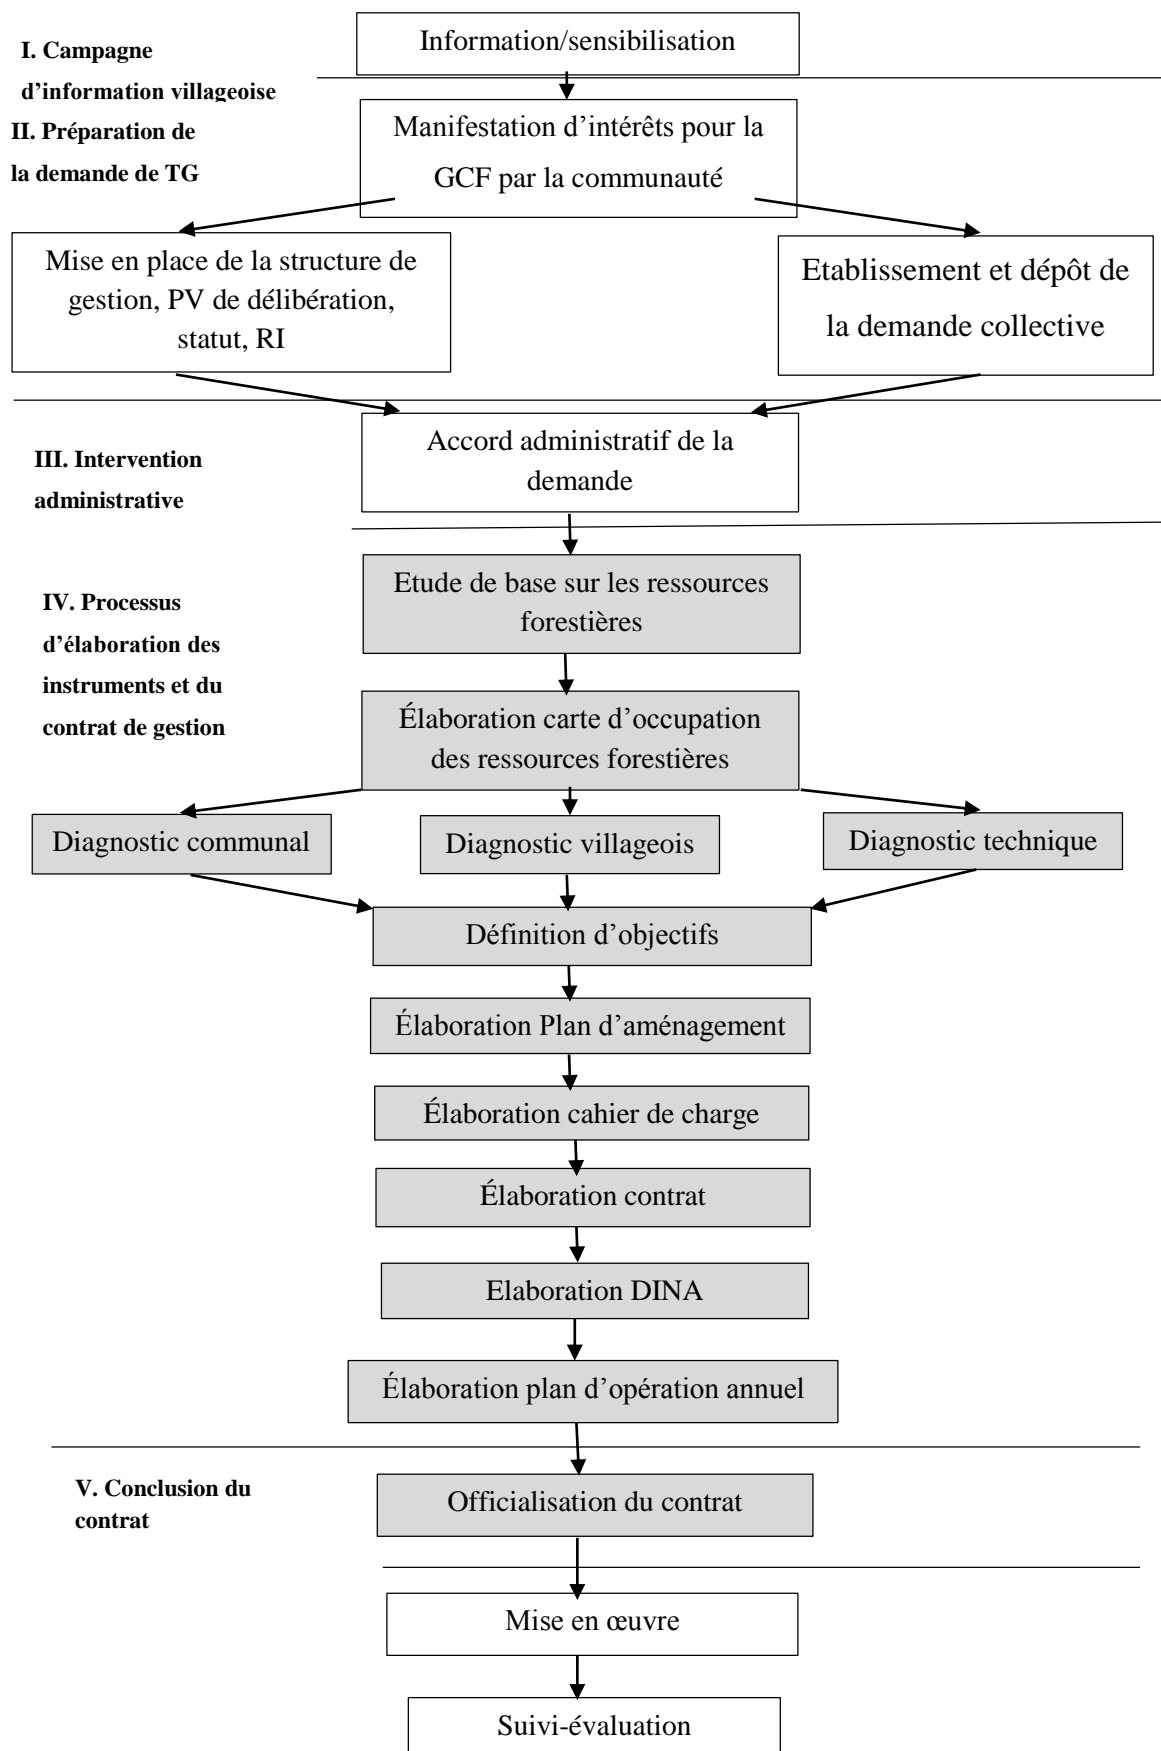 Information/sensibilisation
I. Campagne
d’information villageoise
II. Préparation de
la demande de TG
Manifestation d’intérêts pour la
GCF par la communauté
Mise en place de la structure de
gestion, PV de délibération,
statut, RI
Etablissement et dépôt de
la demande collective
III. Intervention
administrative
Accord administratif de la
demande
IV. Processus
d’élaboration des
instruments et du
contrat de gestion
Etude de base sur les ressources
forestières
Élaboration carte d’occupation
des ressources forestières
Diagnostic communal
Diagnostic villageois
Diagnostic technique
Définition d’objectifs
Élaboration Plan d’aménagement
Élaboration cahier de charge
Élaboration contrat
Elaboration DINA
Élaboration plan d’opération annuel
V. Conclusion du
contrat
Officialisation du contrat
Mise en œuvre
Suivi-évaluation